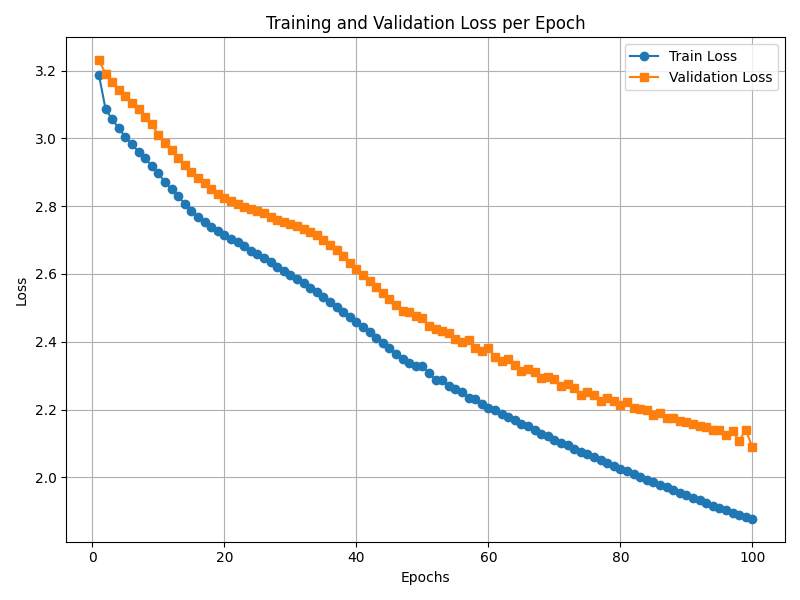 Training and Validation Loss per Epoch
Train Loss
Validation Loss
3.2
3.0
2.8
2.6
2.4
2.2
2.0
Loss
0 20 40 60 80 100
Epochs